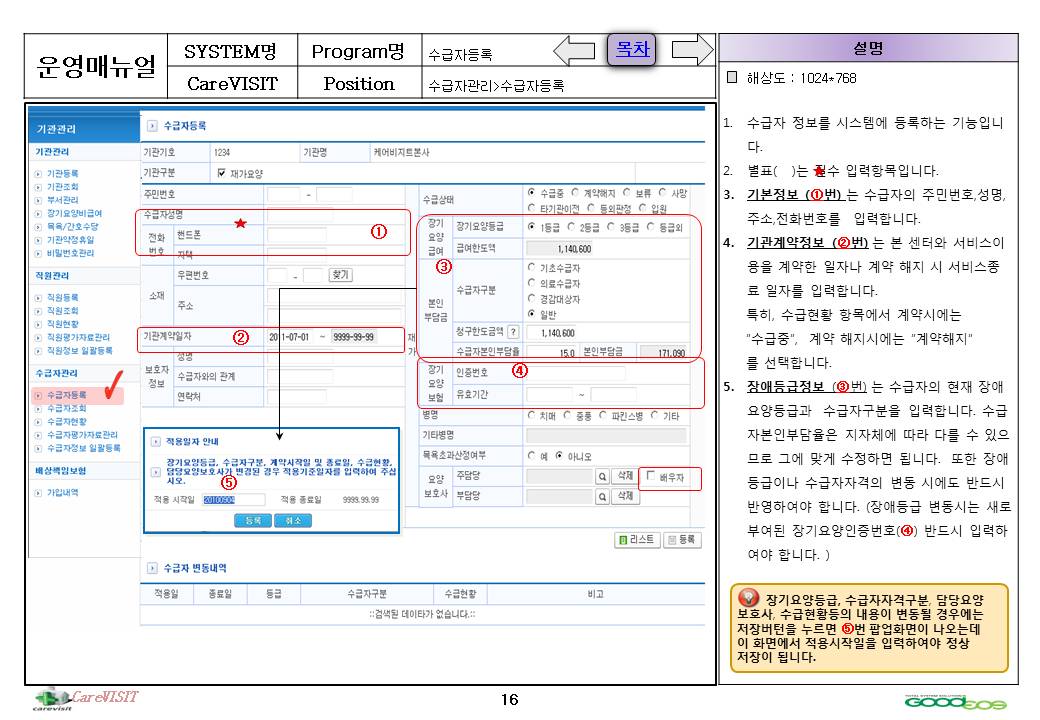 운영매뉴얼
SYSTEM명
Program명
수급자등록
목차
CareVISIT
Position
수급자관리>수급자등록
설명
해상도 : 1024*768
1. 수급자 정보를 시스템에 등록하는 기능입니
다.
2. 별표( )는 필수 입력항목입니다.
3. 기본정보 (①번) 는 수급자의 주민번호,성명,
주소,전화번호를 입력합니다.
4. 기관계약정보 (②번) 는 본 센터와 서비스이
용을 계약한 일자나 계약 해지 시 서비스종
료 일자를 입력합니다.
특히, 수급현황 항목에서 계약시에는
"수급중", 계약 해지시에는 "계약해지"
를 선택합니다.
5. 장애등급정보 (③번) 는 수급자의 현재 장애
요양등급과 수급자구분을 입력합니다. 수급
자본인부담율은 지자체에 따라 다를 수 있으
므로 그에 맞게 수정하면 됩니다. 또한 장애
등급이나 수급자자격의 변동 시에도 반드시
반영하여야 합니다. (장애등급 변동시는 새로
부여된 장기요양인증번호(④) 반드시 입력하
여야 합니다. )
장기요양등급, 수급자자격구분, 담당요양
보호사, 수급현황등의 내용이 변동될 경우에는
저장버턴을 누르면 ⑤번 팝업화면이 나오는데
이 화면에서 적용시작일을 입력하여야 정상
저장이 됩니다.
기관관리
기관관리
기관등록
기관조회
부서관리
장기요양비급여
목욕/간호수당
기관약정휴일
비밀번호관리
직원관리
직원등록
직원조회
직원현황
직원평가자료관리
직원정보 일괄등록
수급자관리
수급자등록
수급자조회
수급자현황
수급자평가자료관리
수급자정보 일괄등록
배상책임보험
가입내역
수급자등록
기관기호 1234 기관명 케어비지트본사
기관구분 재가요양
주민번호 -
수급자성명 ★ ①
전화
번호
핸드폰
자택
소재
우편번호 - 찾기
주소
기관계약일자 ② 2011-07-01 ~ 9999-99-99
보호자
정보
성명
수급자와의 관계
연락처
재
가
수급상태
수급중 계약해지 보류 사망
타기관이전 등외판정 입원
장기
요양
급여
③
장기요양등급 1등급 2등급 3등급 등급외
급여한도액 1,140,600
본인
부담금
수급자구분
기초수급자
의료수급자
경감대상자
일반
청구한도금액 ? 1,140,600
수급자본인부담율 15.0 본인부담금 171,090
장기
요양
보험
인증번호 ④
유효기간 ~
병명 치매 중풍 파킨스병 기타
기타병명
목욕초과산정여부 예 아니오
요양
보호사
주담당 삭제 배우자
부담당 삭제
리스트 등록
적용일자 안내
장기요양등급, 수급자구분, 계약시작일 및 종료일, 수급현황,
담당요양보호사가 변경된 경우 적용기준일자를 입력하여 주십
시오.
⑤
적용 시작일 20100904 적용 종료일 9999.99.99
등록 취소
수급자 변동내역
적용일 종료일 등급 수급자구분 수급현황 비고
::검색된 데이타가 없습니다.::
CareVISIT
carevisit
16
TOTAL SYSTEM SOLUTION
GOODEOS